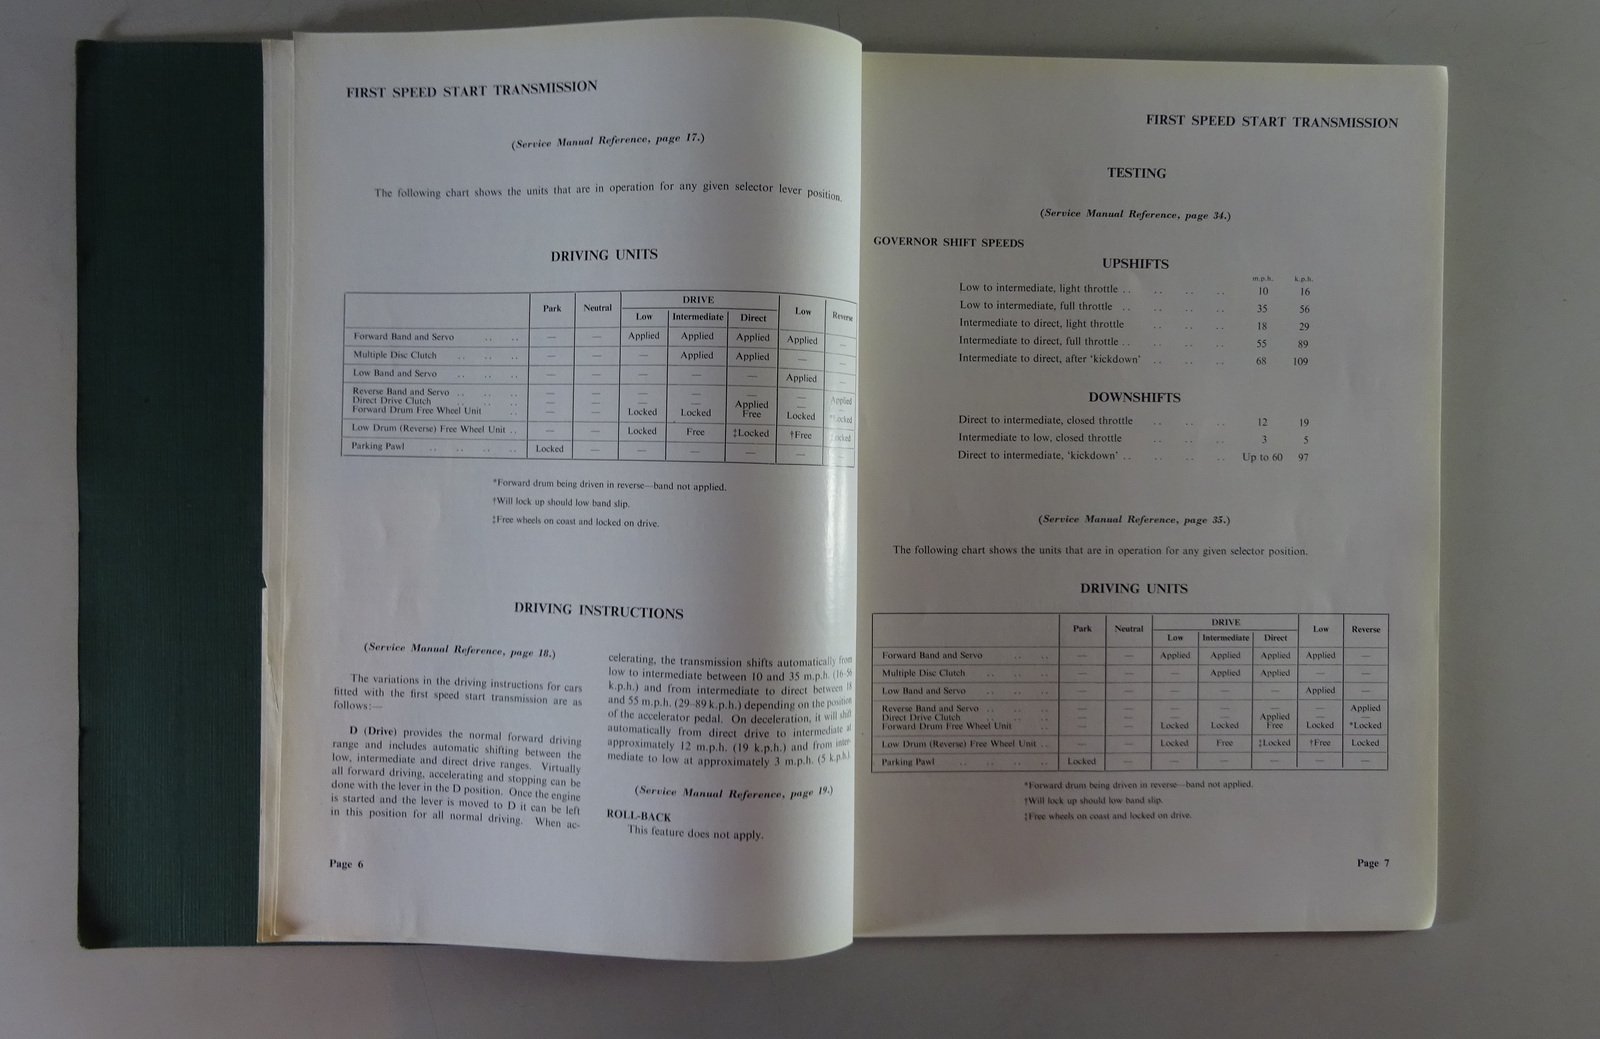 FIRST SPEED START TRANSMISSION
(Service Manual Reference, page 17.)
The following chart shows the units that are in operation for any given selector lever position.
DRIVING UNITS
Park Neutral DRIVE Low Reverse
Low Intermediate Direct
Forward Band and Servo .. .. — — Applied Applied Applied Applied —
Multiple Disc Clutch .. .. .. — — — Applied Applied — —
Low Band and Servo .. .. .. — — — — — Applied —
Reverse Band and Servo .. .. .. — — — — — — Applied
Direct Drive Clutch .. .. .. — — — — Applied — —
Forward Drum Free Wheel Unit .. — — Locked Locked Free Locked *Locked
Low Drum (Reverse) Free Wheel Unit .. — — Locked Free ‡Locked †Free Locked
Parking Pawl .. .. .. .. Locked — — — — — —
*Forward drum being driven in reverse—band not applied.
†Will lock up should low band slip.
‡Free wheels on coast and locked on drive.
DRIVING INSTRUCTIONS
(Service Manual Reference, page 18.)
The variations in the driving instructions for cars
fitted with the first speed start transmission are as
follows:—
D (Drive) provides the normal forward driving
range and includes automatic shifting between the
low, intermediate and direct drive ranges. Virtually
all forward driving, accelerating and stopping can be
done with the lever in the D position. Once the engine
is started and the lever is moved to D it can be left
in this position for all normal driving. When ac-
celerating, the transmission shifts automatically from
low to intermediate between 10 and 35 m.p.h. (16-56
k.p.h.) and from intermediate to direct between 18
and 55 m.p.h. (29-89 k.p.h.) depending on the position
of the accelerator pedal. On deceleration, it will shift
automatically from direct drive to intermediate at
approximately 12 m.p.h. (19 k.p.h.) and from inter-
mediate to low at approximately 3 m.p.h. (5 k.p.h.).
(Service Manual Reference, page 19.)
ROLL-BACK
This feature does not apply.
Page 6
FIRST SPEED START TRANSMISSION
TESTING
(Service Manual Reference, page 34.)
GOVERNOR SHIFT SPEEDS
UPSHIFTS
m.p.h. k.p.h.
Low to intermediate, light throttle .. .. .. .. 10 16
Low to intermediate, full throttle .. .. .. .. 35 56
Intermediate to direct, light throttle .. .. .. 18 29
Intermediate to direct, full throttle .. .. .. .. 55 89
Intermediate to direct, after 'kickdown' .. .. .. 68 109
DOWNSHIFTS
Direct to intermediate, closed throttle .. .. .. 12 19
Intermediate to low, closed throttle .. .. .. 3 5
Direct to intermediate, 'kickdown' .. .. .. .. Up to 60 97
(Service Manual Reference, page 35.)
The following chart shows the units that are in operation for any given selector position.
DRIVING UNITS
Park Neutral DRIVE Low Reverse
Low Intermediate Direct
Forward Band and Servo .. .. — — Applied Applied Applied Applied —
Multiple Disc Clutch .. .. .. — — — Applied Applied — —
Low Band and Servo .. .. .. — — — — — Applied —
Reverse Band and Servo .. .. .. — — — — — — Applied
Direct Drive Clutch .. .. .. — — — — Applied — —
Forward Drum Free Wheel Unit .. — — Locked Locked Free Locked *Locked
Low Drum (Reverse) Free Wheel Unit .. — — Locked Free ‡Locked †Free Locked
Parking Pawl .. .. .. .. Locked — — — — — —
*Forward drum being driven in reverse—band not applied.
†Will lock up should low band slip.
‡Free wheels on coast and locked on drive.
Page 7